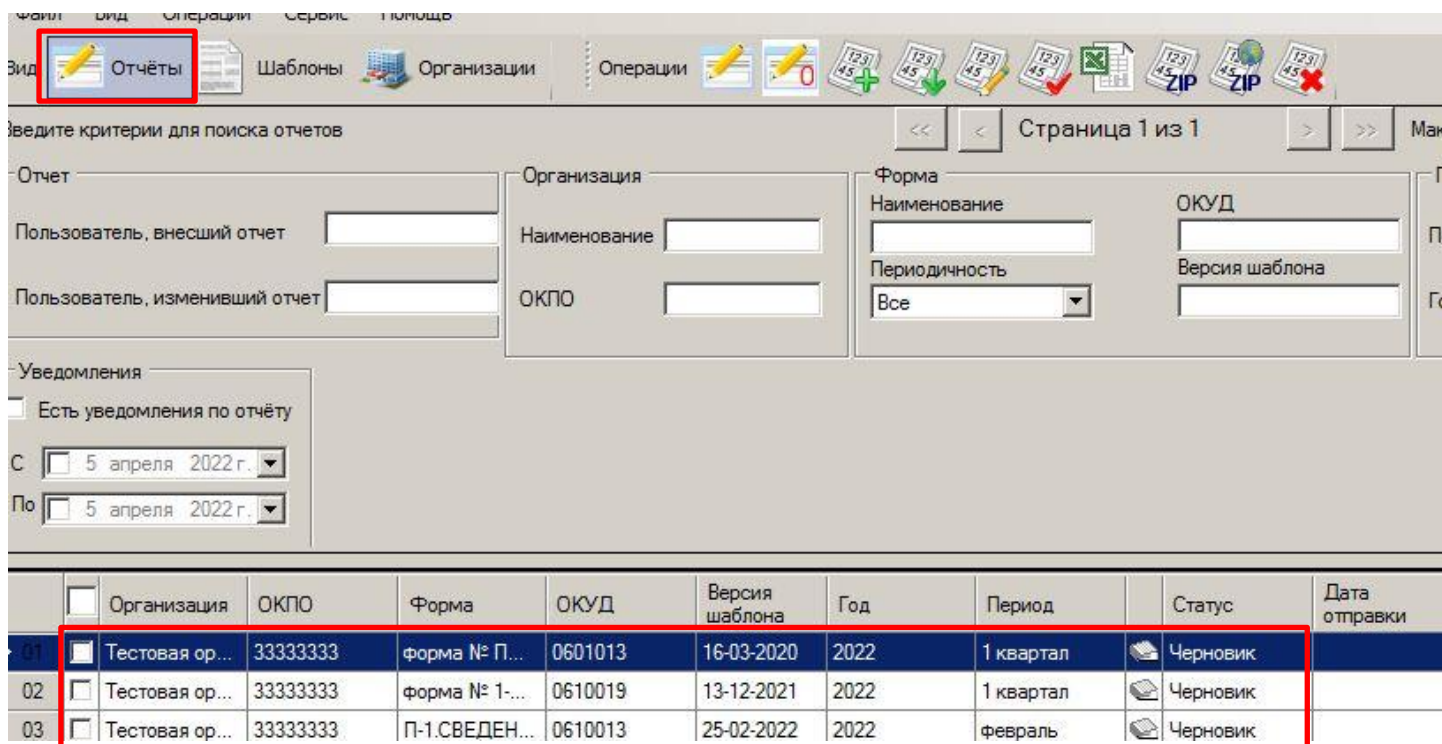 Файл Вид Операции Сервис Помощь
Вид Отчёты Шаблоны Организации Операции
Введите критерии для поиска отчетов << < Страница 1 из 1 > >>
Отчет Организация Форма
Наименование ОКУД
Пользователь, внесший отчет Наименование
Периодичность Версия шаблона
Пользователь, изменивший отчет ОКПО Все
Уведомления
Есть уведомления по отчёту
С 5 апреля 2022 г.
По 5 апреля 2022 г.
Организация ОКПО Форма ОКУД Версия шаблона Год Период Статус Дата отправки
01 Тестовая ор... 33333333 форма № П... 0601013 16-03-2020 2022 1 квартал Черновик
02 Тестовая ор... 33333333 форма № 1-... 0610019 13-12-2021 2022 1 квартал Черновик
03 Тестовая ор... 33333333 П-1.СВЕДЕН... 0610013 25-02-2022 2022 февраль Черновик